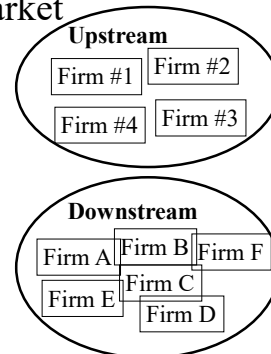 arket
Upstream
Firm #1 Firm #2
Firm #4 Firm #3
Downstream
Firm A Firm B Firm F
Firm E Firm C
Firm D